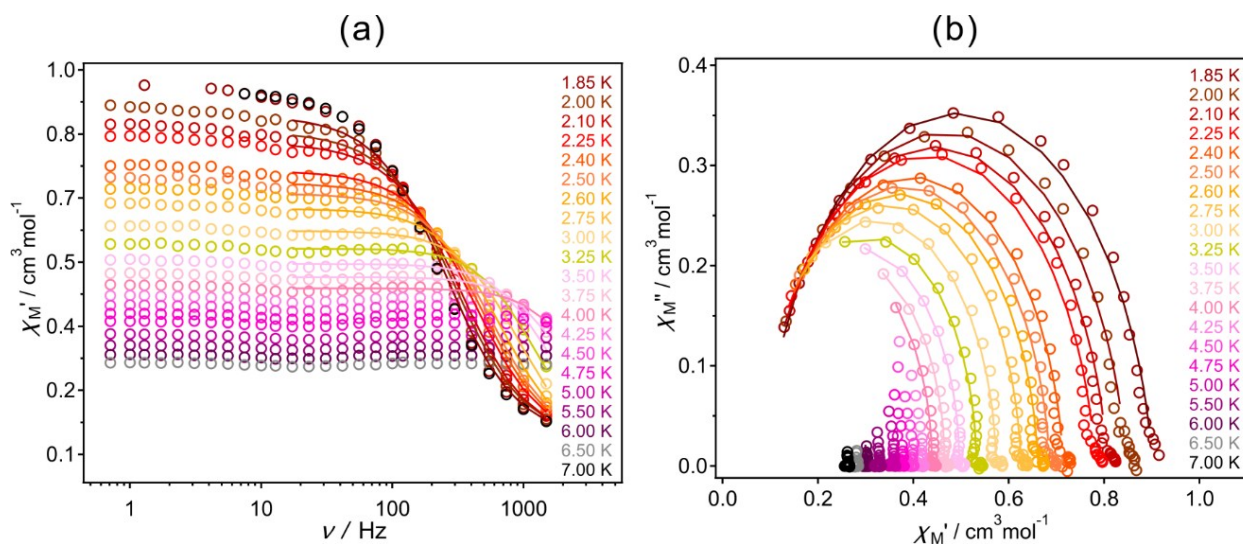 (a)
1.0
0.8
0.7
0.5
0.4
0.2
0.1
χM' / cm³mol⁻¹
1
10
100
1000
ν / Hz
1.85 K
2.00 K
2.10 K
2.25 K
2.40 K
2.50 K
2.60 K
2.75 K
3.00 K
3.25 K
3.50 K
3.75 K
4.00 K
4.25 K
4.50 K
4.75 K
5.00 K
5.50 K
6.00 K
6.50 K
7.00 K
(b)
0.4
0.3
0.2
0.1
0.0
χM'' / cm³mol⁻¹
0.0
0.2
0.4
0.6
0.8
1.0
χM' / cm³mol⁻¹
1.85 K
2.00 K
2.10 K
2.25 K
2.40 K
2.50 K
2.60 K
2.75 K
3.00 K
3.25 K
3.50 K
3.75 K
4.00 K
4.25 K
4.50 K
4.75 K
5.00 K
5.50 K
6.00 K
6.50 K
7.00 K